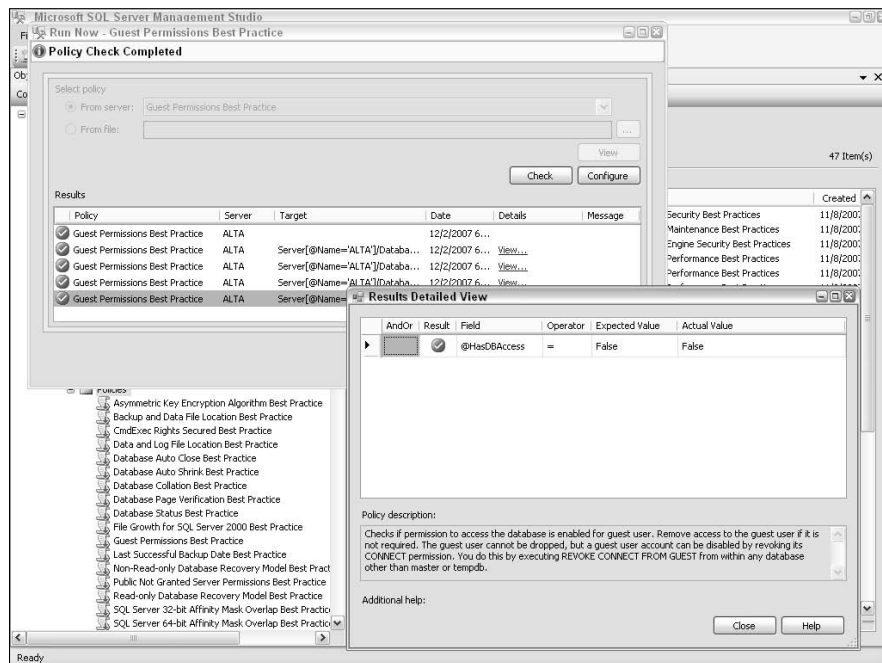 Microsoft SQL Server Management Studio
Fi
Run Now - Guest Permissions Best Practice
Policy Check Completed
Ob
Co
Select policy
From server: Guest Permissions Best Practice
From file:
...
View
Check Configure
47 Item(s)
Results
Policy Server Target Date Details Message
Guest Permissions Best Practice ALTA 12/2/2007 6...
Guest Permissions Best Practice ALTA Server[@Name='ALTA']/Databa... 12/2/2007 6... View...
Guest Permissions Best Practice ALTA Server[@Name='ALTA']/Databa... 12/2/2007 6... View...
Guest Permissions Best Practice ALTA Server[@Name='ALTA']/Databa... 12/2/2007 6... View...
Guest Permissions Best Practice ALTA Server[@Name=
Created
Security Best Practices 11/8/200
Maintenance Best Practices 11/8/200
Engine Security Best Practices 11/8/200
Performance Best Practices 11/8/200
Performance Best Practices 11/8/200
Results Detailed View
AndOr Result Field Operator Expected Value Actual Value
@HasDBAccess = False False
Policies
Asymmetric Key Encryption Algorithm Best Practice
Backup and Data File Location Best Practice
CmdExec Rights Secured Best Practice
Data and Log File Location Best Practice
Database Auto Close Best Practice
Database Auto Shrink Best Practice
Database Collation Best Practice
Database Page Verification Best Practice
Database Status Best Practice
File Growth for SQL Server 2000 Best Practice
Guest Permissions Best Practice
Last Successful Backup Date Best Practice
Non-Read-only Database Recovery Model Best Pract
Public Not Granted Server Permissions Best Practice
Read-only Database Recovery Model Best Practice
SQL Server 32-bit Affinity Mask Overlap Best Practic
SQL Server 64-bit Affinity Mask Overlap Best Practic
Policy description:
Checks if permission to access the database is enabled for guest user. Remove access to the guest user if it is
not required. The guest user cannot be dropped, but a guest user account can be disabled by revoking its
CONNECT permission. You do this by executing REVOKE CONNECT FROM GUEST from within any database
other than master or tempdb.
Additional help:
Close Help
Ready